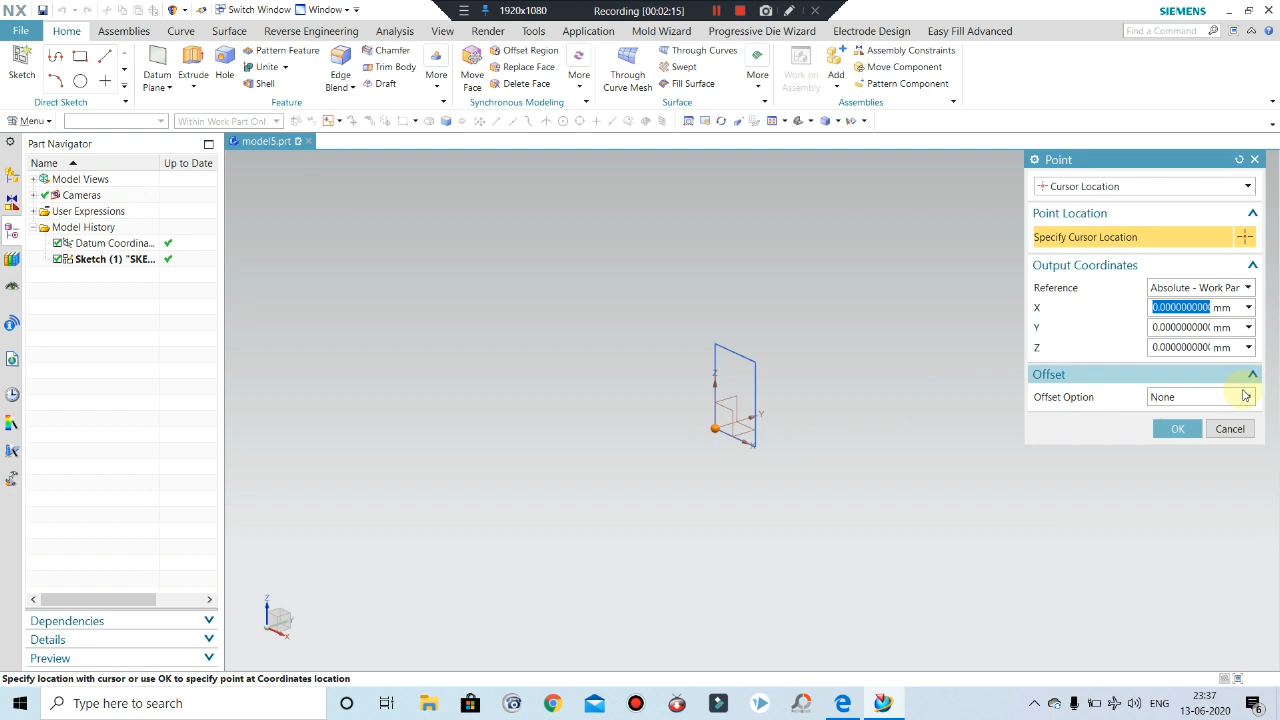 NX Switch Window Window 1920x1080 Recording [00:02:15] SIEMENS
File Home Assemblies Curve Surface Reverse Engineering Analysis View Render Tools Application Mold Wizard Progressive Die Wizard Electrode Design Easy Fill Advanced Find a Command
Sketch Datum Plane Extrude Hole Pattern Feature Unite Shell Edge Blend Chamfer Trim Body Draft More Move Face Offset Region Replace Face Delete Face More Through Curve Mesh Through Curves Swept Fill Surface More Work on Assembly Add Assembly Constraints Move Component Pattern Component
Direct Sketch Feature Synchronous Modeling Surface Assemblies
Menu Within Work Part On
Part Navigator model5.prt
Name Up to Date
Model Views
Cameras
User Expressions
Model History
Datum Coordina...
Sketch (1) "SKE...
Point
Cursor Location
Point Location
Specify Cursor Location
Output Coordinates
Reference Absolute - Work Par
X 0.000000000 mm
Y 0.000000000 mm
Z 0.000000000 mm
Offset
Offset Option None
OK Cancel
Z
Y
X
Z
Y
X
Dependencies
Details
Preview
Specify location with cursor or use OK to specify point at Coordinates location
Type here to search
ENG
23:37
13-06-2020
6